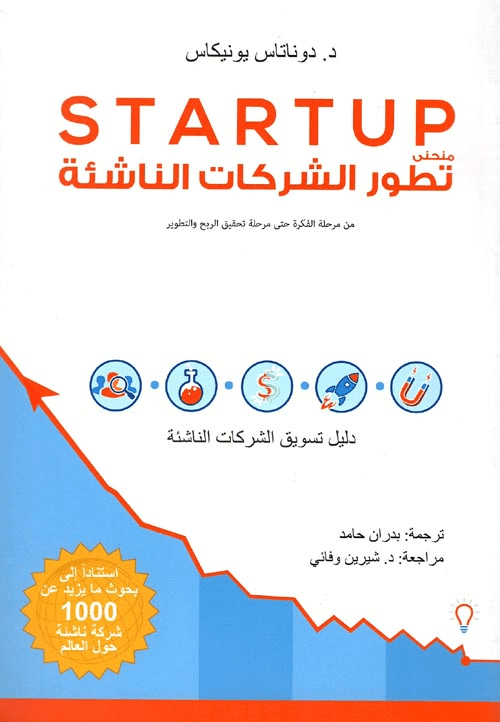 د. دوناتاس يونيكاس
STARTUP
منحنى
تطور الشركات الناشئة
من مرحلة الفكرة حتى مرحلة تحقيق الربح والتطوير
دليل تسويق الشركات الناشئة
ترجمة: بدران حامد
مراجعة: د. شيرين وفائي
استناداً إلى
بحوث ما يزيد عن
1000
شركة ناشئة
حول العالم